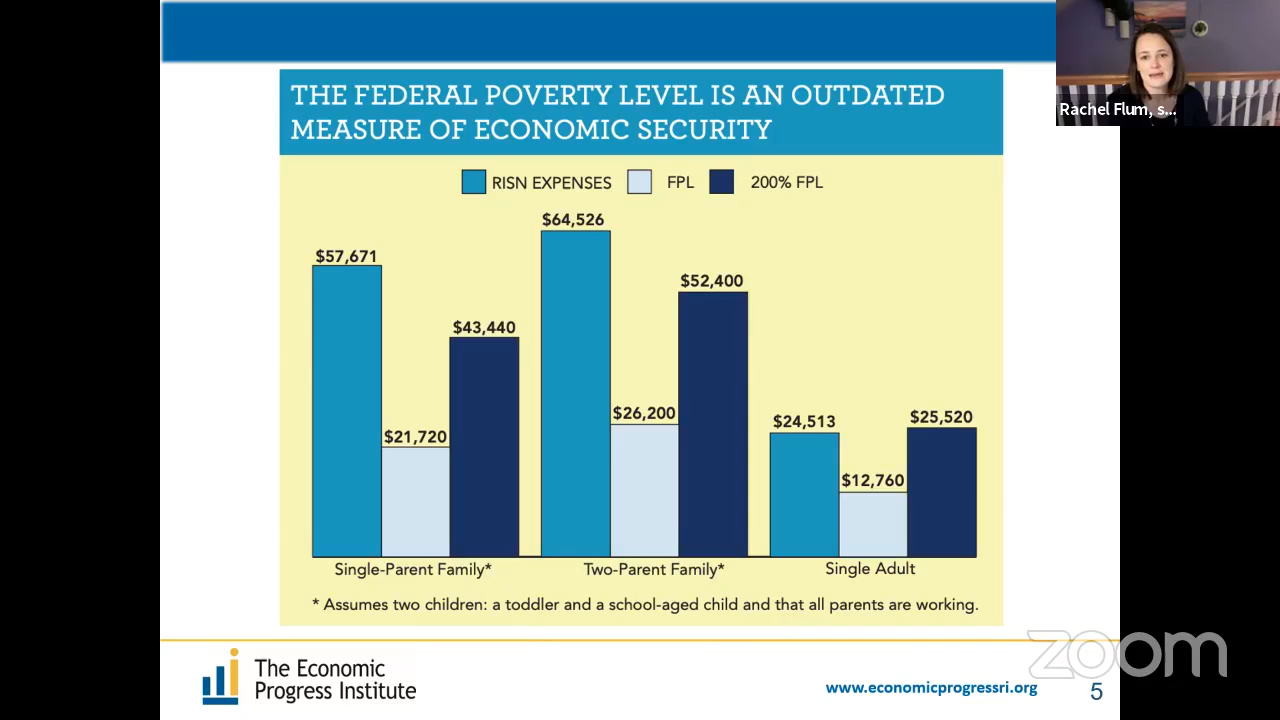 THE FEDERAL POVERTY LEVEL IS AN OUTDATED
MEASURE OF ECONOMIC SECURITY
RISN EXPENSES FPL 200% FPL
$57,671
$21,720
$43,440
$64,526
$26,200
$52,400
$24,513
$12,760
$25,520
Single-Parent Family*
Two-Parent Family*
Single Adult
* Assumes two children: a toddler and a school-aged child and that all parents are working.
The Economic
Progress Institute
www.economicprogressri.org
5
Rachel Flum, s...
zoom